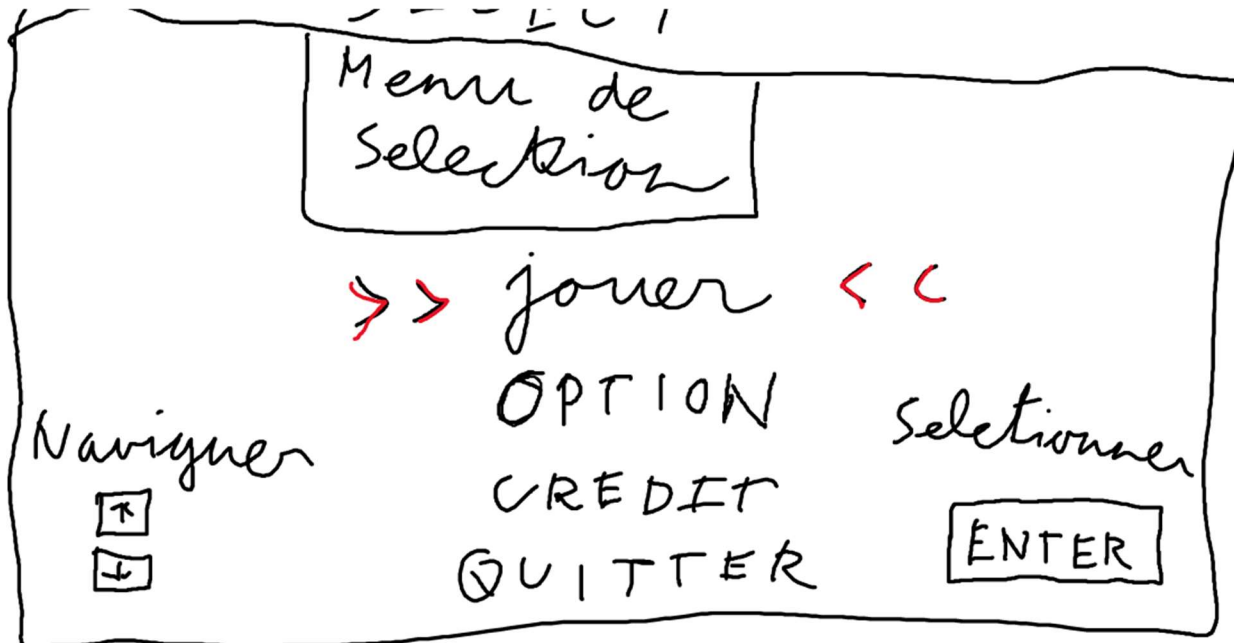 Menu de
Selection
>> jouer <<
OPTION
Naviguer
Seletionner
CREDIT
↑
ENTER
↓
QUITTER